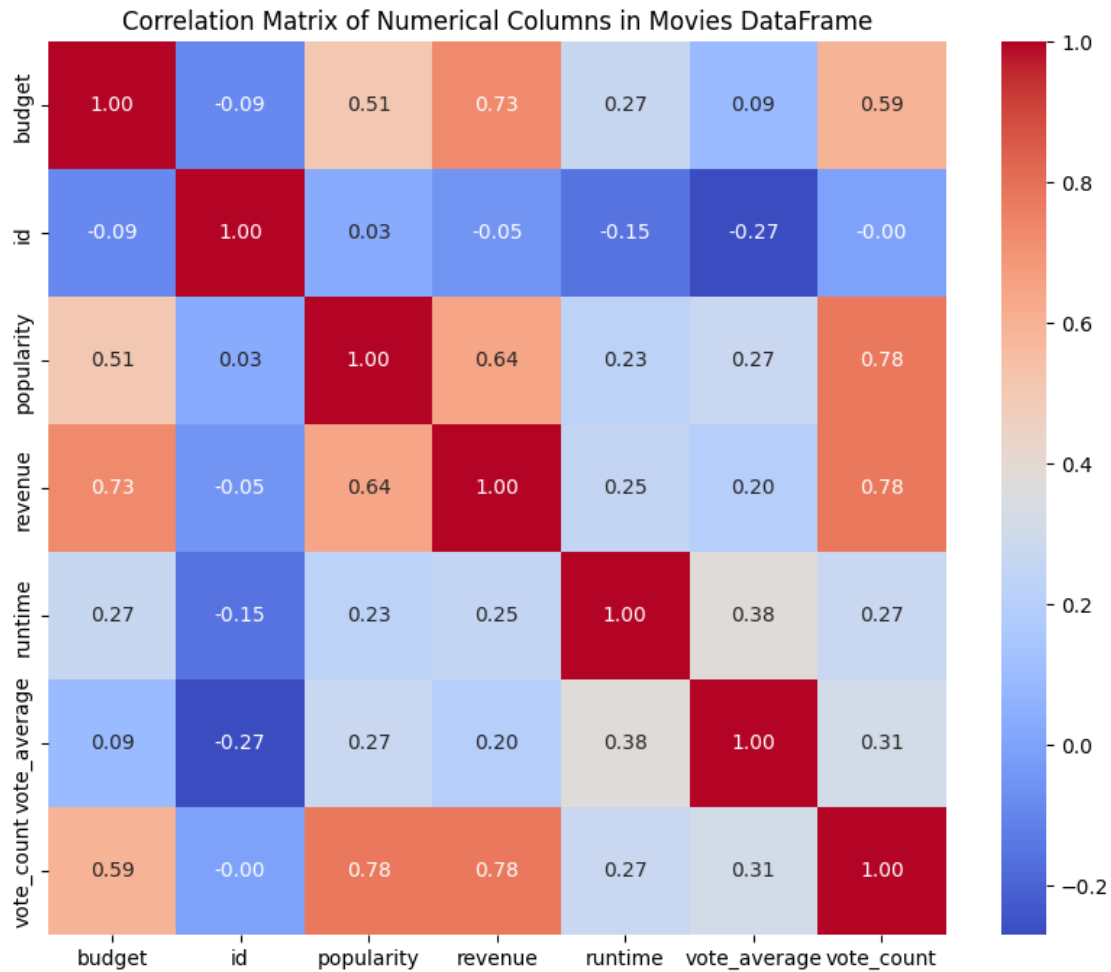 Correlation Matrix of Numerical Columns in Movies DataFrame
budget 1.00 -0.09 0.51 0.73 0.27 0.09 0.59
id -0.09 1.00 0.03 -0.05 -0.15 -0.27 -0.00
popularity 0.51 0.03 1.00 0.64 0.23 0.27 0.78
revenue 0.73 -0.05 0.64 1.00 0.25 0.20 0.78
runtime 0.27 -0.15 0.23 0.25 1.00 0.38 0.27
vote_average 0.09 -0.27 0.27 0.20 0.38 1.00 0.31
vote_count 0.59 -0.00 0.78 0.78 0.27 0.31 1.00
budget id popularity revenue runtime vote_average vote_count
1.0
0.8
0.6
0.4
0.2
0.0
−0.2